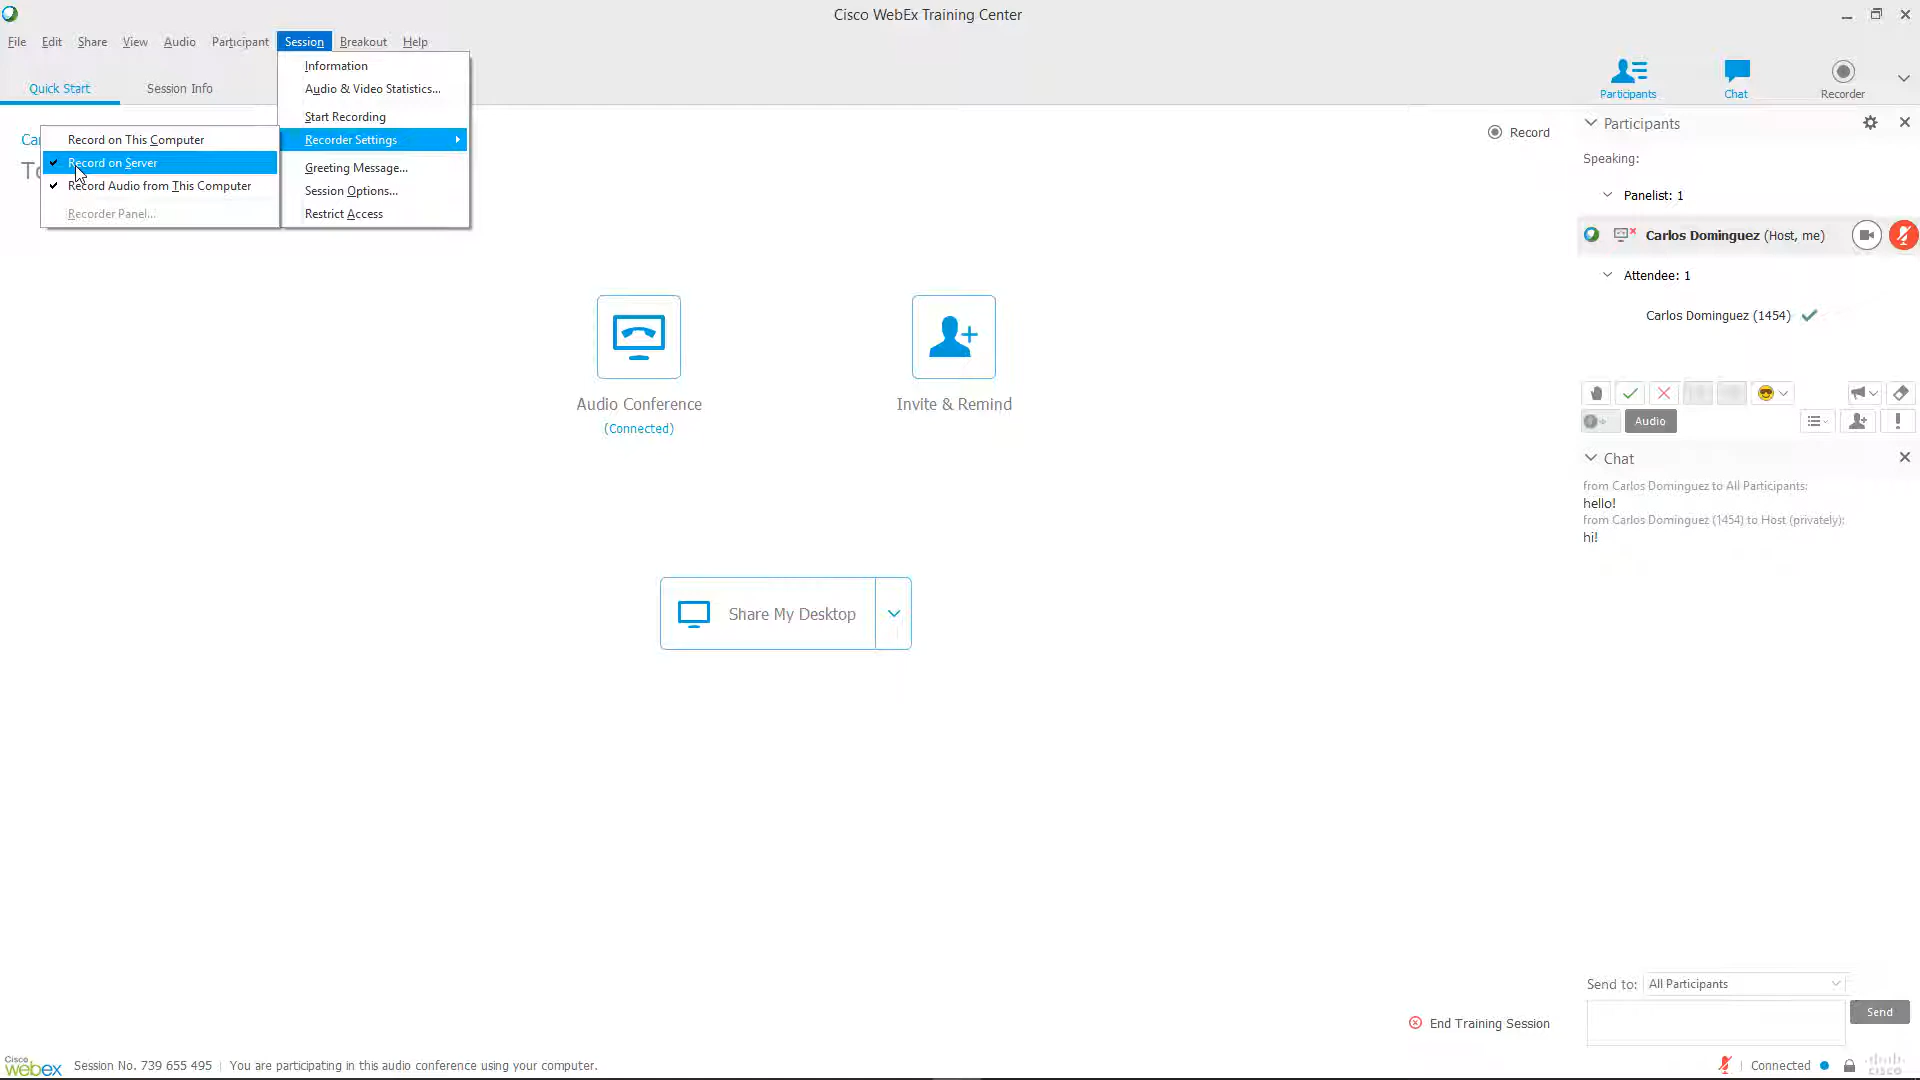 Cisco WebEx Training Center
File Edit Share View Audio Participant Session Breakout Help
Quick Start Session Info
Participants Chat Recorder
Information
Audio & Video Statistics...
Start Recording
Recorder Settings
Greeting Message...
Session Options...
Restrict Access
Record on This Computer
Record on Server
Record Audio from This Computer
Recorder Panel...
Record
Audio Conference
(Connected)
Invite & Remind
Share My Desktop
End Training Session
Participants
Speaking:
Panelist: 1
Carlos Dominguez (Host, me)
Attendee: 1
Carlos Dominguez (1454)
Audio
Chat
from Carlos Dominguez to All Participants:
hello!
from Carlos Dominguez (1454) to Host (privately):
hi!
Send to: All Participants
Send
Cisco webex Session No. 739 655 495 | You are participating in this audio conference using your computer.
Connected
cisco